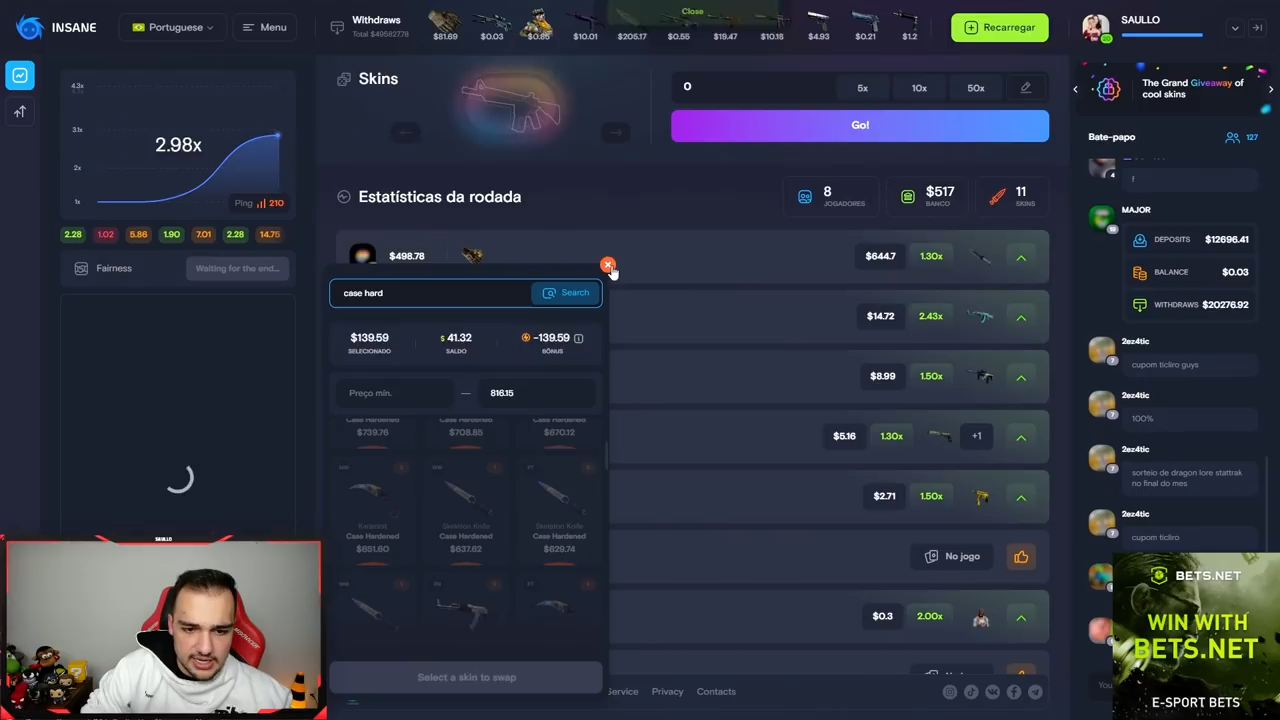 INSANE
Portuguese
Menu
Withdraws
Total $49582778
$81.69
$0.03
$0.85
$10.01
$205.17
$0.55
$19.47
$10.16
$4.93
$0.21
$1.2
Close
Recarregar
SAULLO
4.3x
3.1x
2x
1x
2.98x
Ping 210
2.28 1.02 5.86 1.90 7.01 2.28 14.75
Fairness
Waiting for the end...
Skins
0
5x
10x
50x
Go!
Estatísticas da rodada
8
JOGADORES
$517
BANCO
11
SKINS
$498.78
$644.7
1.30x
$14.72
2.43x
$8.99
1.50x
$5.16
1.30x
+1
$2.71
1.50x
No jogo
$0.3
2.00x
case hard
Search
$139.59
SELECIONADO
$ 41.32
SALDO
-139.59
BÔNUS
Preço mín.
—
816.15
Case Hardened
$739.76
Case Hardened
$708.85
Case Hardened
$670.12
Karambit
Case Hardened
$651.60
Skeleton Knife
Case Hardened
$637.62
Skeleton Knife
Case Hardened
$629.74
Select a skin to swap
Service
Privacy
Contacts
The Grand Giveaway of
cool skins
Bate-papo
127
MAJOR
DEPOSITS $12696.41
BALANCE $0.03
WITHDRAWS $20276.92
2ez4tic
cupom ticliro guys
2ez4tic
100%
2ez4tic
sorteio de dragon lore stattrak
no final do mes
2ez4tic
cupom ticliro
SAULLO
BETS.NET
WIN WITH
BETS.NET
E-SPORT BETS